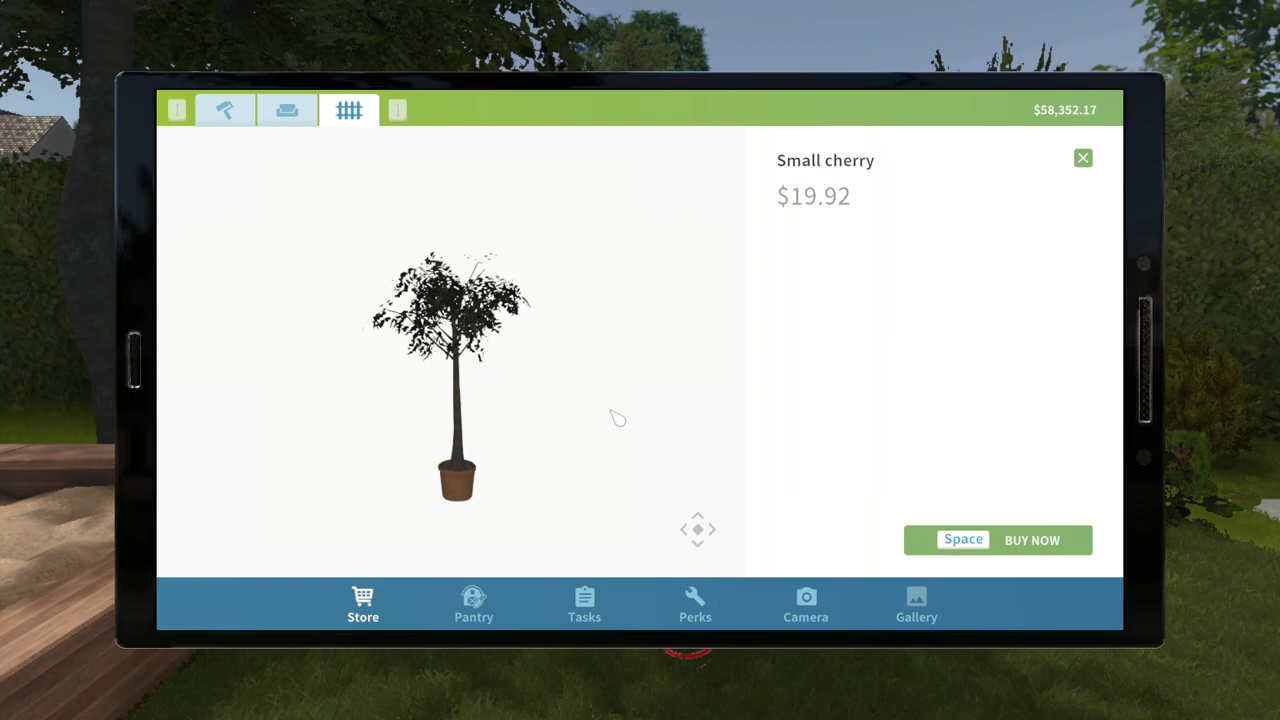 $58,352.17
Small cherry
$19.92
Space BUY NOW
Store Pantry Tasks Perks Camera Gallery